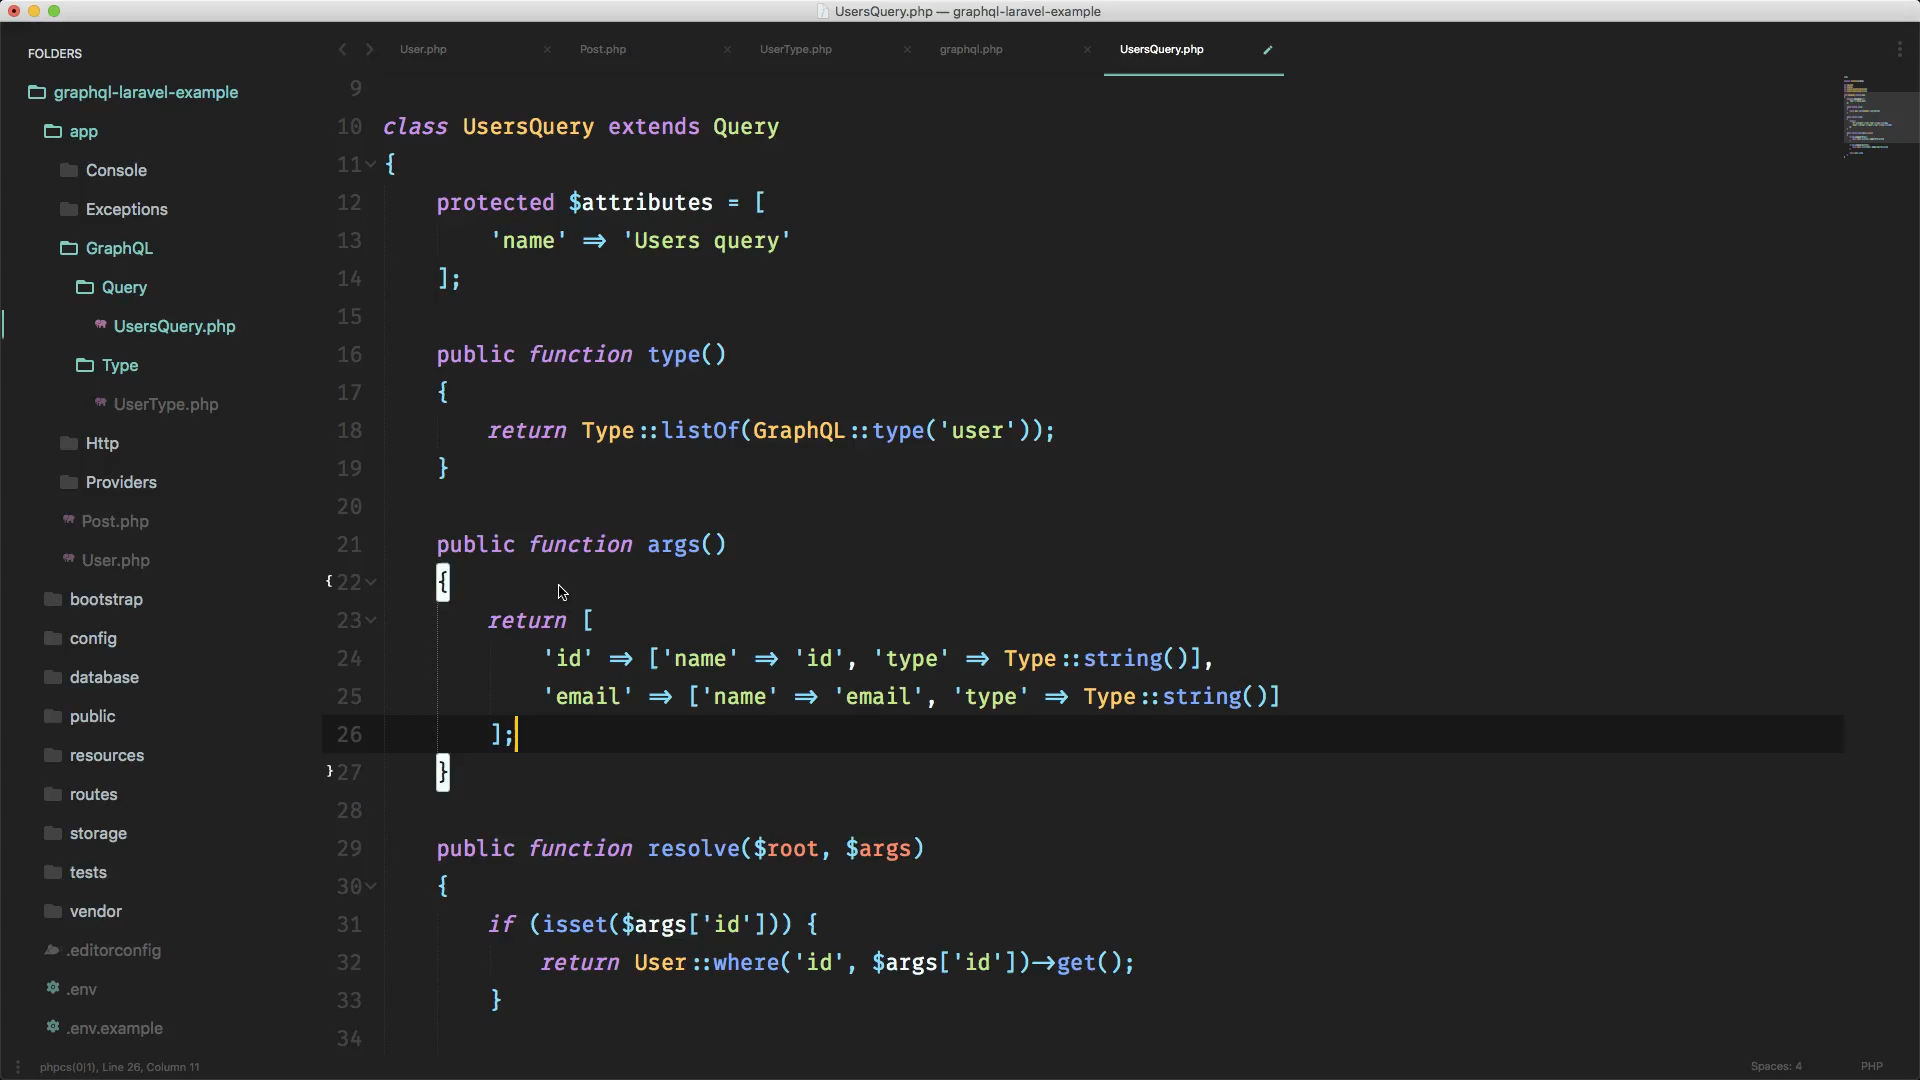 UsersQuery.php — graphql-laravel-example
FOLDERS
graphql-laravel-example
app
Console
Exceptions
GraphQL
Query
UsersQuery.php
Type
UserType.php
Http
Providers
Post.php
User.php
bootstrap
config
database
public
resources
routes
storage
tests
vendor
.editorconfig
.env
.env.example
User.php × Post.php × UserType.php × graphql.php × UsersQuery.php
9
10 class UsersQuery extends Query
11 {
12 protected $attributes = [
13 'name' => 'Users query'
14 ];
15
16 public function type()
17 {
18 return Type::listOf(GraphQL::type('user'));
19 }
20
21 public function args()
{ 22 {
23 return [
24 'id' => ['name' => 'id', 'type' => Type::string()],
25 'email' => ['name' => 'email', 'type' => Type::string()]
26 ];
} 27 }
28
29 public function resolve($root, $args)
30 {
31 if (isset($args['id'])) {
32 return User::where('id', $args['id'])->get();
33 }
34
phpcs(0|1), Line 26, Column 11
Spaces: 4
PHP